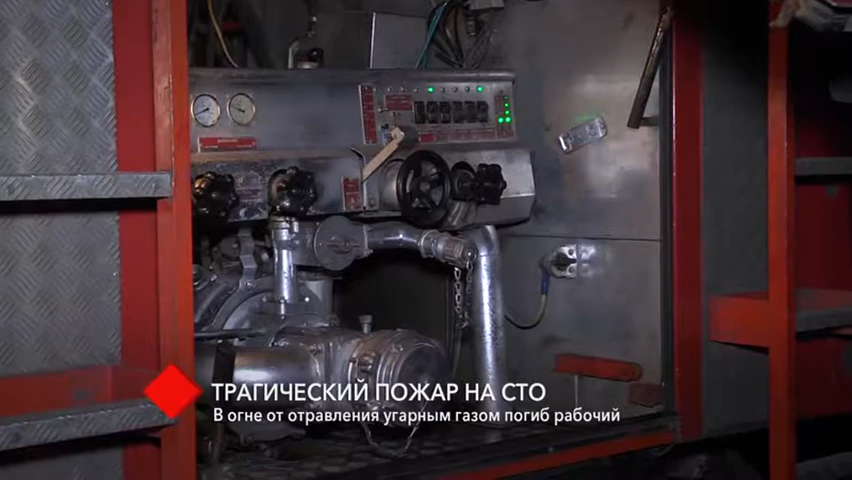 ТРАГИЧЕСКИЙ ПОЖАР НА СТО
В огне от отравления угарным газом погиб рабочий